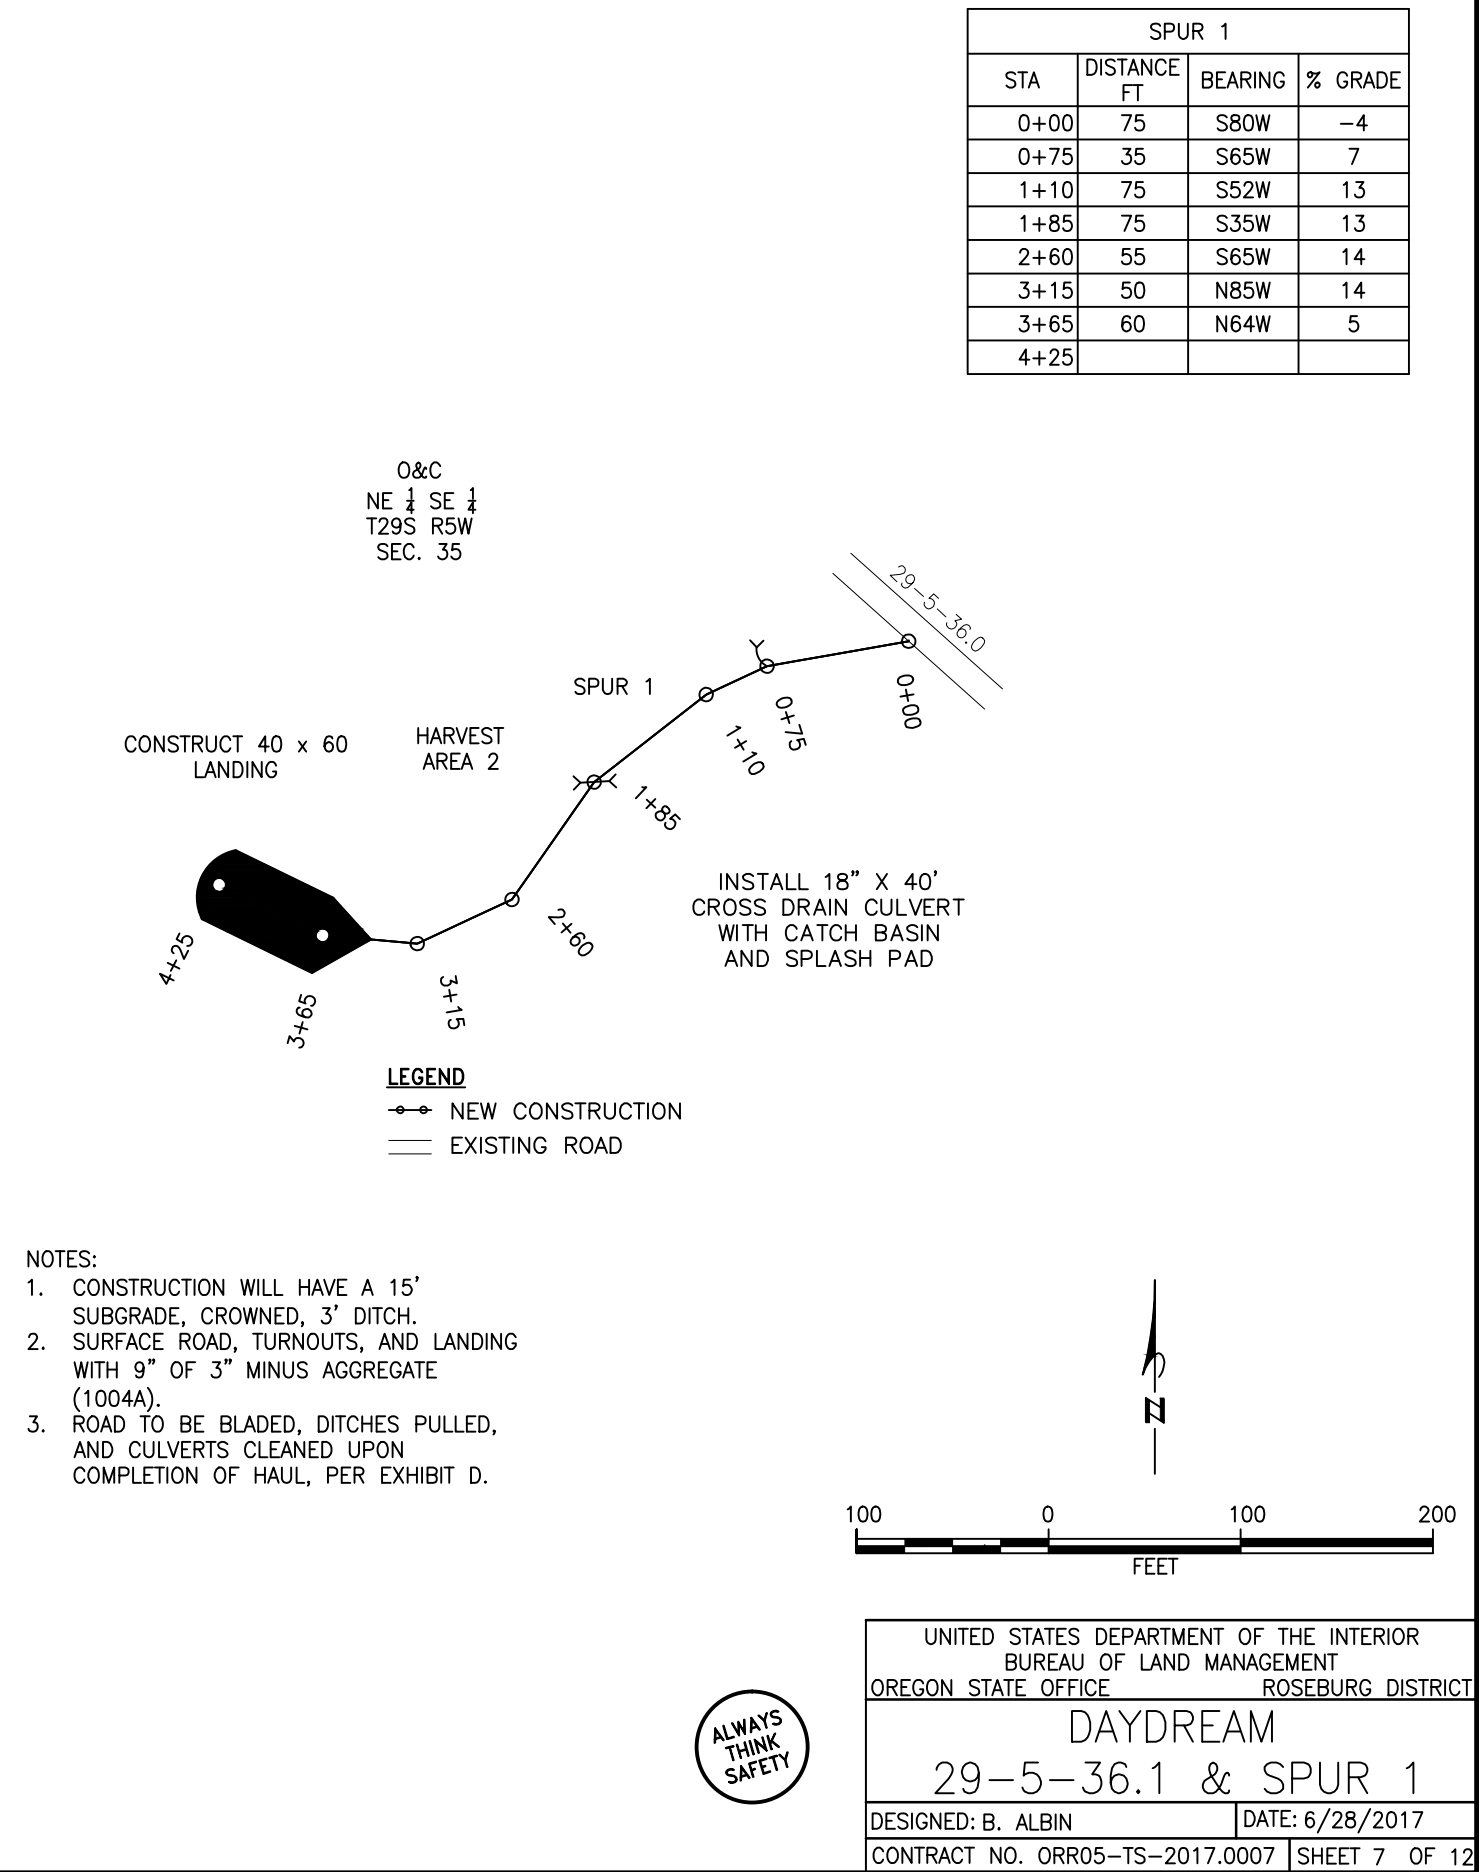 SPUR 1
STA DISTANCE FT BEARING % GRADE
0+00 75 S80W −4
0+75 35 S65W 7
1+10 75 S52W 13
1+85 75 S35W 13
2+60 55 S65W 14
3+15 50 N85W 14
3+65 60 N64W 5
4+25
O&C
NE 1/4 SE 1/4
T29S R5W
SEC. 35
29−5−36.0
SPUR 1
0+00
0+75
1+10
CONSTRUCT 40 x 60
LANDING
HARVEST
AREA 2
1+85
INSTALL 18" X 40'
CROSS DRAIN CULVERT
WITH CATCH BASIN
AND SPLASH PAD
2+60
4+25
3+65
3+15
LEGEND
NEW CONSTRUCTION
EXISTING ROAD
NOTES:
1. CONSTRUCTION WILL HAVE A 15'
SUBGRADE, CROWNED, 3' DITCH.
2. SURFACE ROAD, TURNOUTS, AND LANDING
WITH 9" OF 3" MINUS AGGREGATE
(1004A).
3. ROAD TO BE BLADED, DITCHES PULLED,
AND CULVERTS CLEANED UPON
COMPLETION OF HAUL, PER EXHIBIT D.
N
100 0 100 200
FEET
ALWAYS
THINK
SAFETY
UNITED STATES DEPARTMENT OF THE INTERIOR
BUREAU OF LAND MANAGEMENT
OREGON STATE OFFICE ROSEBURG DISTRICT
DAYDREAM
29−5−36.1 & SPUR 1
DESIGNED: B. ALBIN DATE: 6/28/2017
CONTRACT NO. ORR05−TS−2017.0007 SHEET 7 OF 12